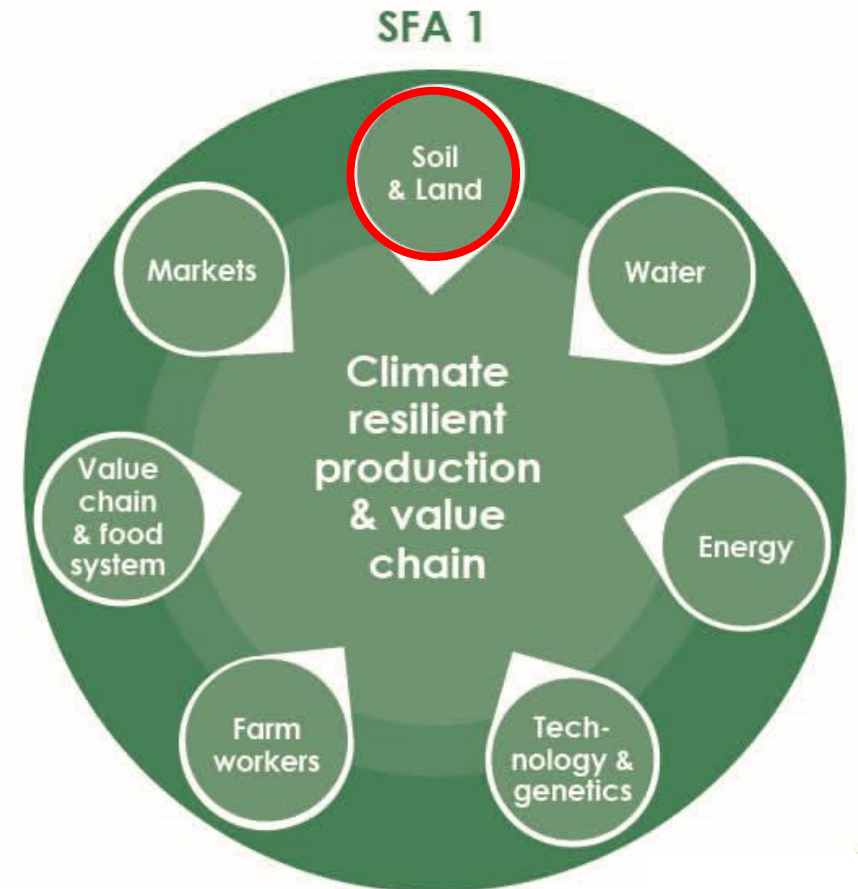 SFA 1
Soil
& Land
Markets
Water
Climate
resilient
production
& value
chain
Value
chain
& food
system
Energy
Farm
workers
Tech-
nology &
genetics